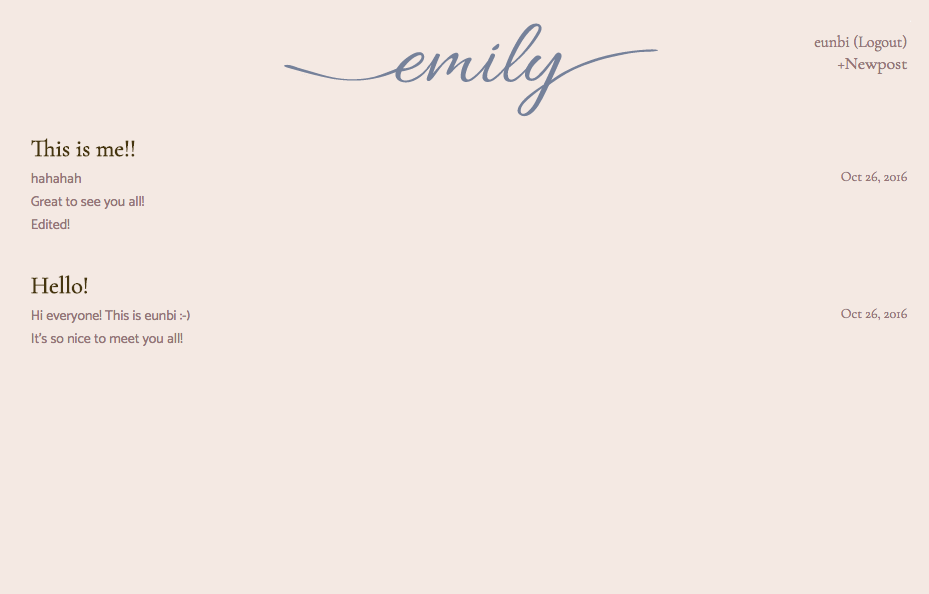 emily
eunbi (Logout)
+Newpost
This is me!!
hahahah
Oct 26, 2016
Great to see you all!
Edited!
Hello!
Hi everyone! This is eunbi :-)
Oct 26, 2016
It's so nice to meet you all!